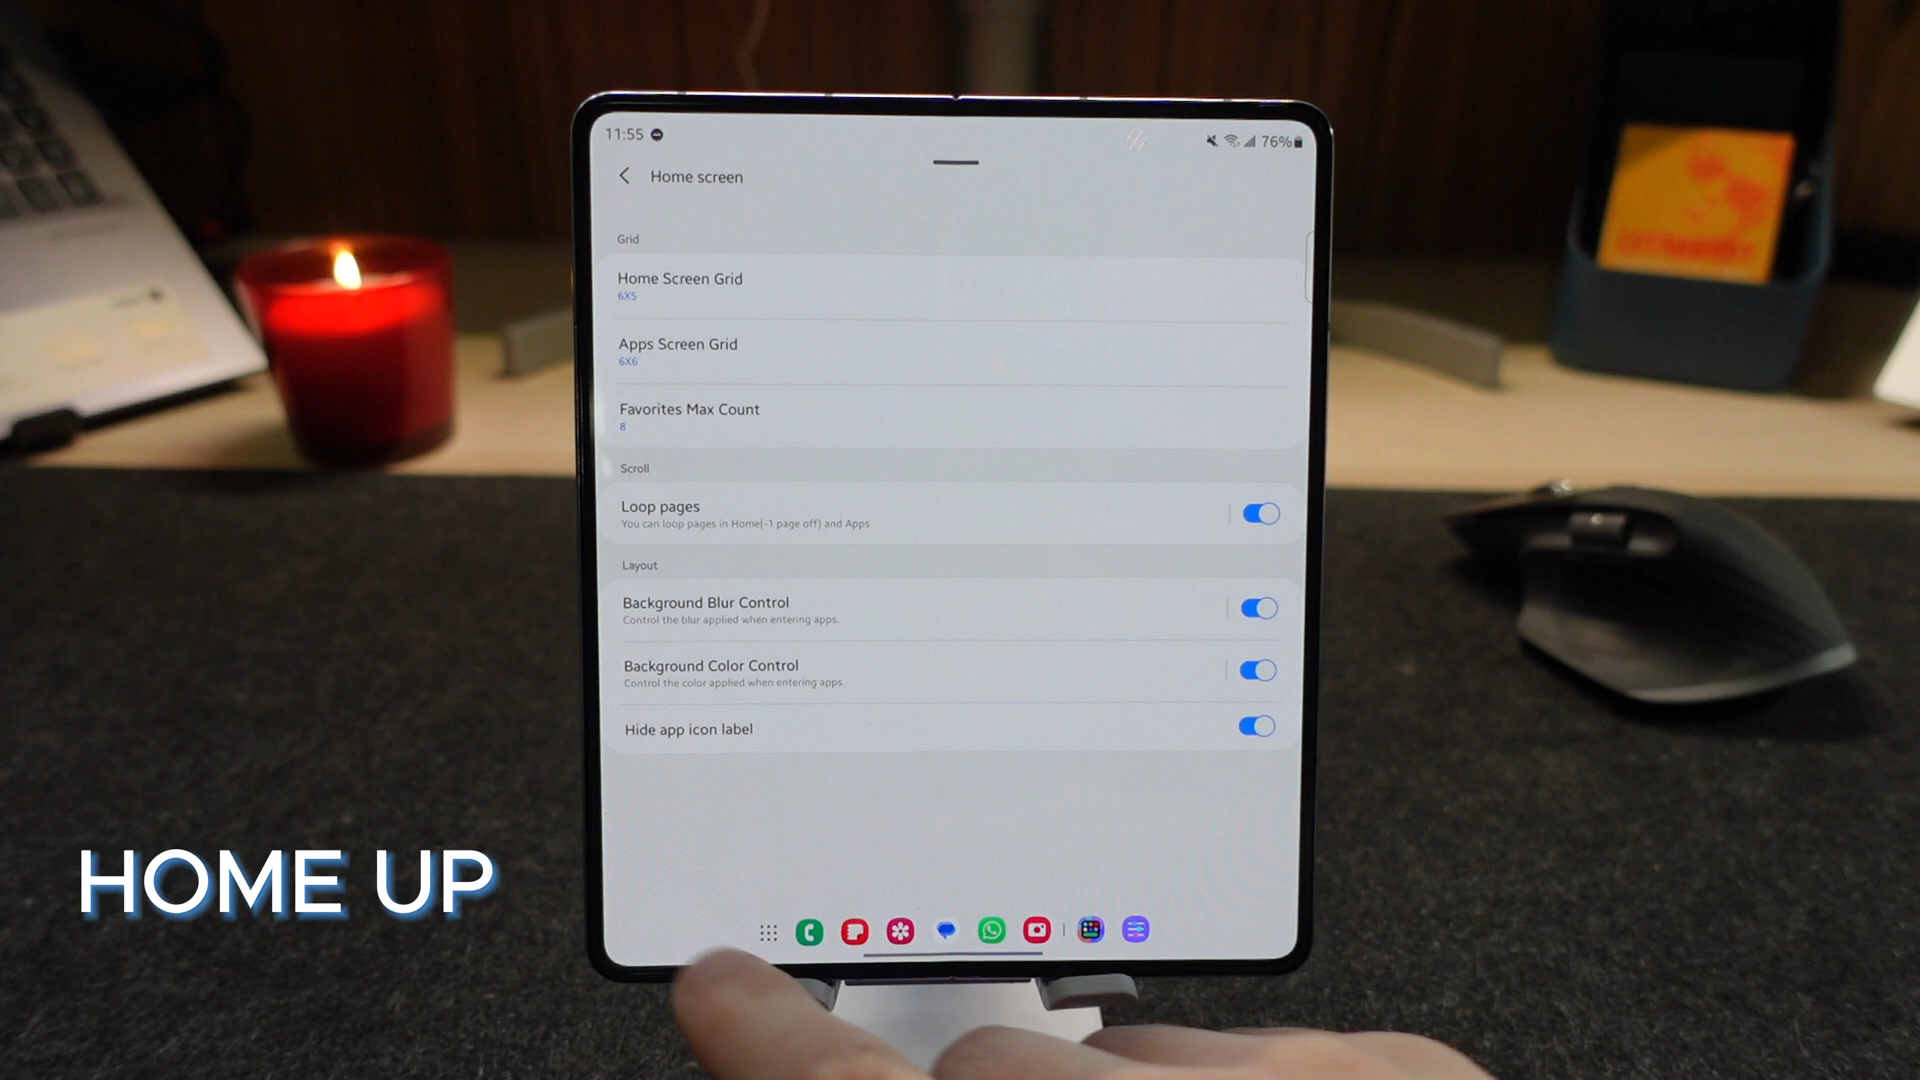 11:55
76%
Home screen
Grid
Home Screen Grid
6X5
Apps Screen Grid
6X6
Favorites Max Count
8
Scroll
Loop pages
You can loop pages in Home(-1 page off) and Apps
Layout
Background Blur Control
Control the blur applied when entering apps.
Background Color Control
Control the color applied when entering apps.
Hide app icon label
HOME UP